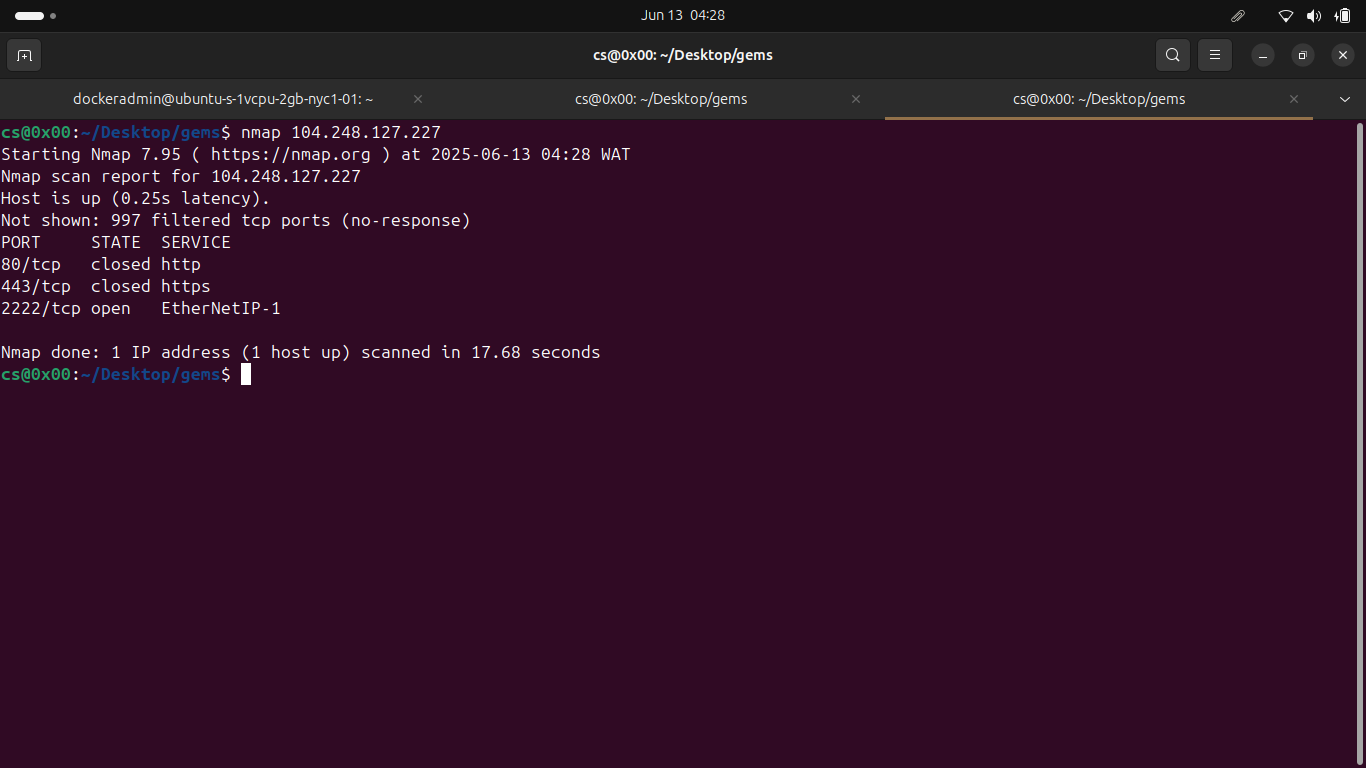 Jun 13 04:28
cs@0x00: ~/Desktop/gems
dockeradmin@ubuntu-s-1vcpu-2gb-nyc1-01: ~
cs@0x00: ~/Desktop/gems
cs@0x00: ~/Desktop/gems
cs@0x00:~/Desktop/gems$ nmap 104.248.127.227
Starting Nmap 7.95 ( https://nmap.org ) at 2025-06-13 04:28 WAT
Nmap scan report for 104.248.127.227
Host is up (0.25s latency).
Not shown: 997 filtered tcp ports (no-response)
PORT     STATE  SERVICE
80/tcp   closed http
443/tcp  closed https
2222/tcp open   EtherNetIP-1
Nmap done: 1 IP address (1 host up) scanned in 17.68 seconds
cs@0x00:~/Desktop/gems$